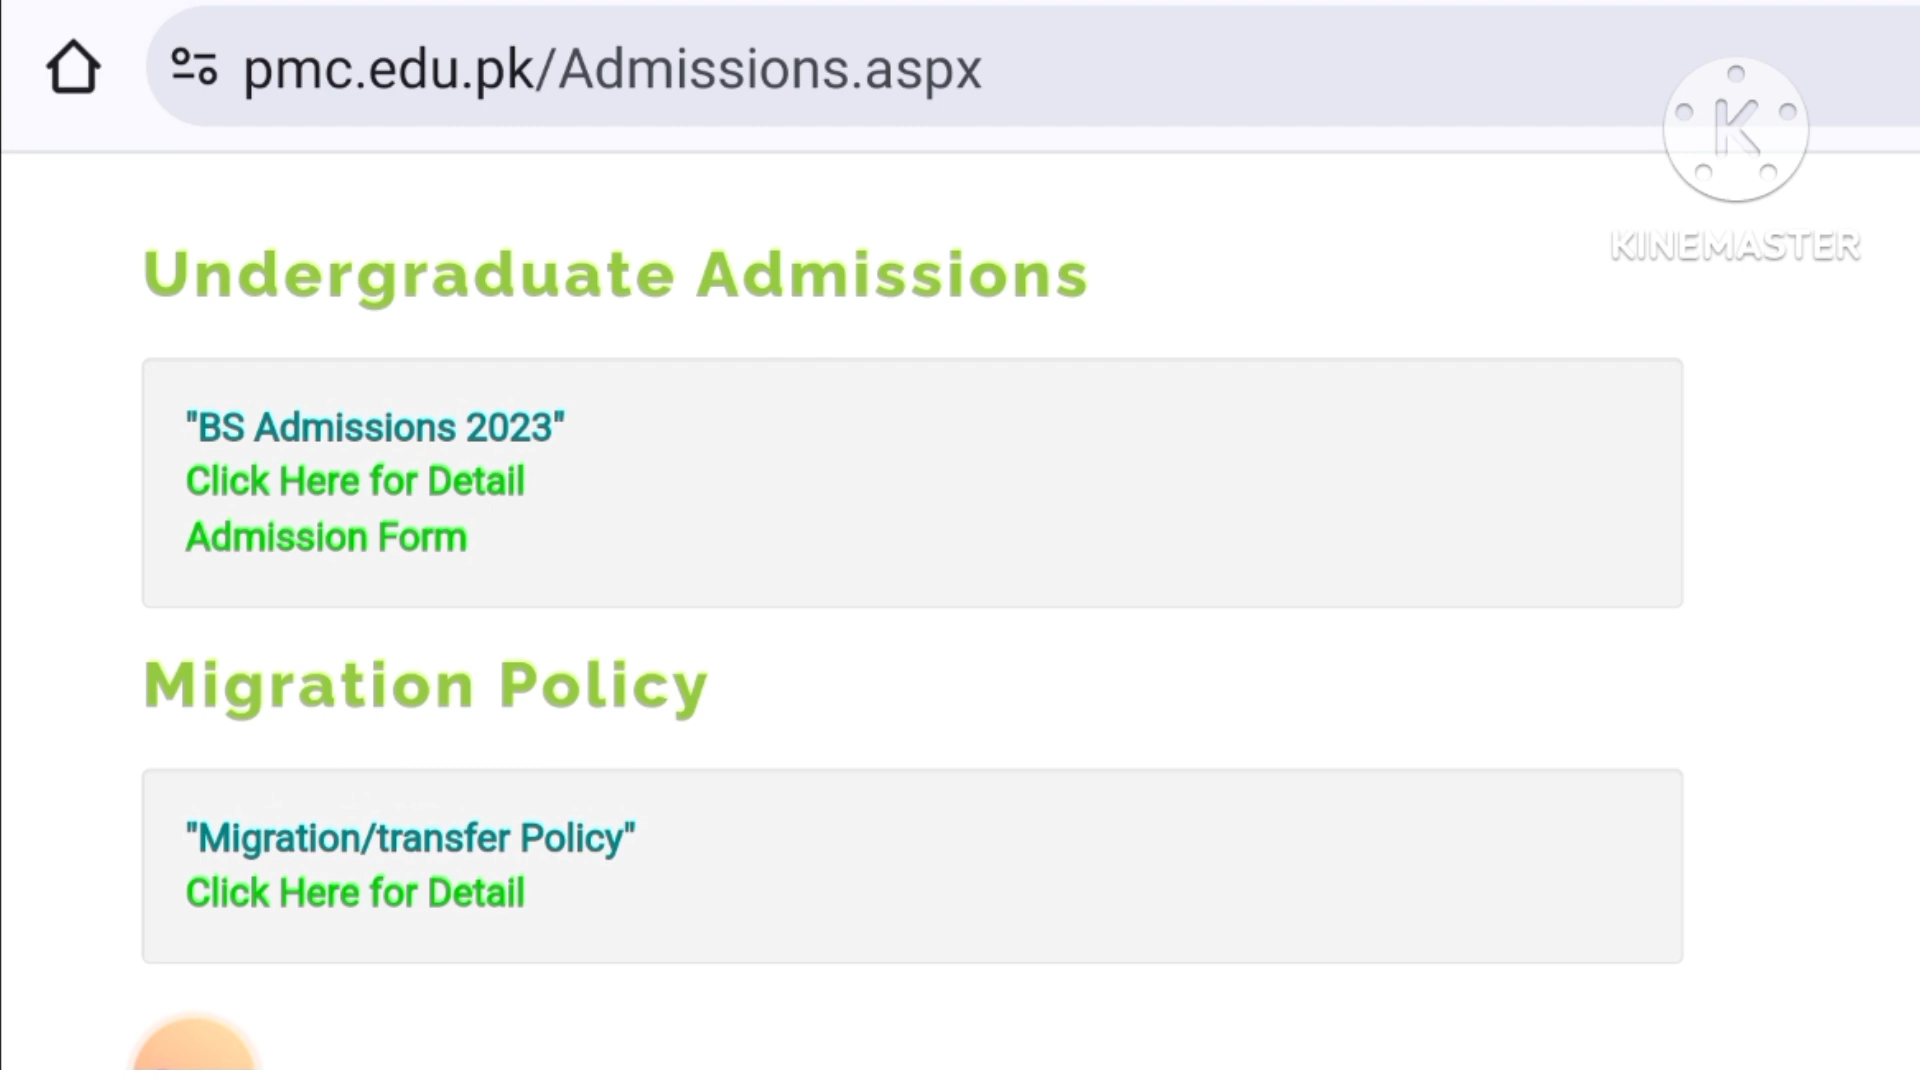 pmc.edu.pk/Admissions.aspx
K
KINEMASTER
Undergraduate Admissions
"BS Admissions 2023"
Click Here for Detail
Admission Form
Migration Policy
"Migration/transfer Policy"
Click Here for Detail